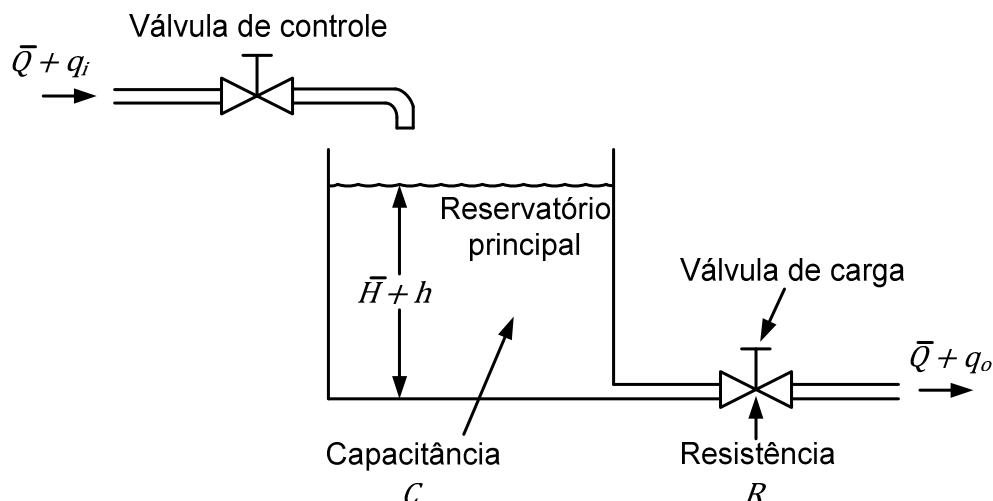 Válvula de controle
Q̅ + qᵢ
Reservatório
principal
H̅ + h
Válvula de carga
Q̅ + qₒ
Capacitância
C
Resistência
R